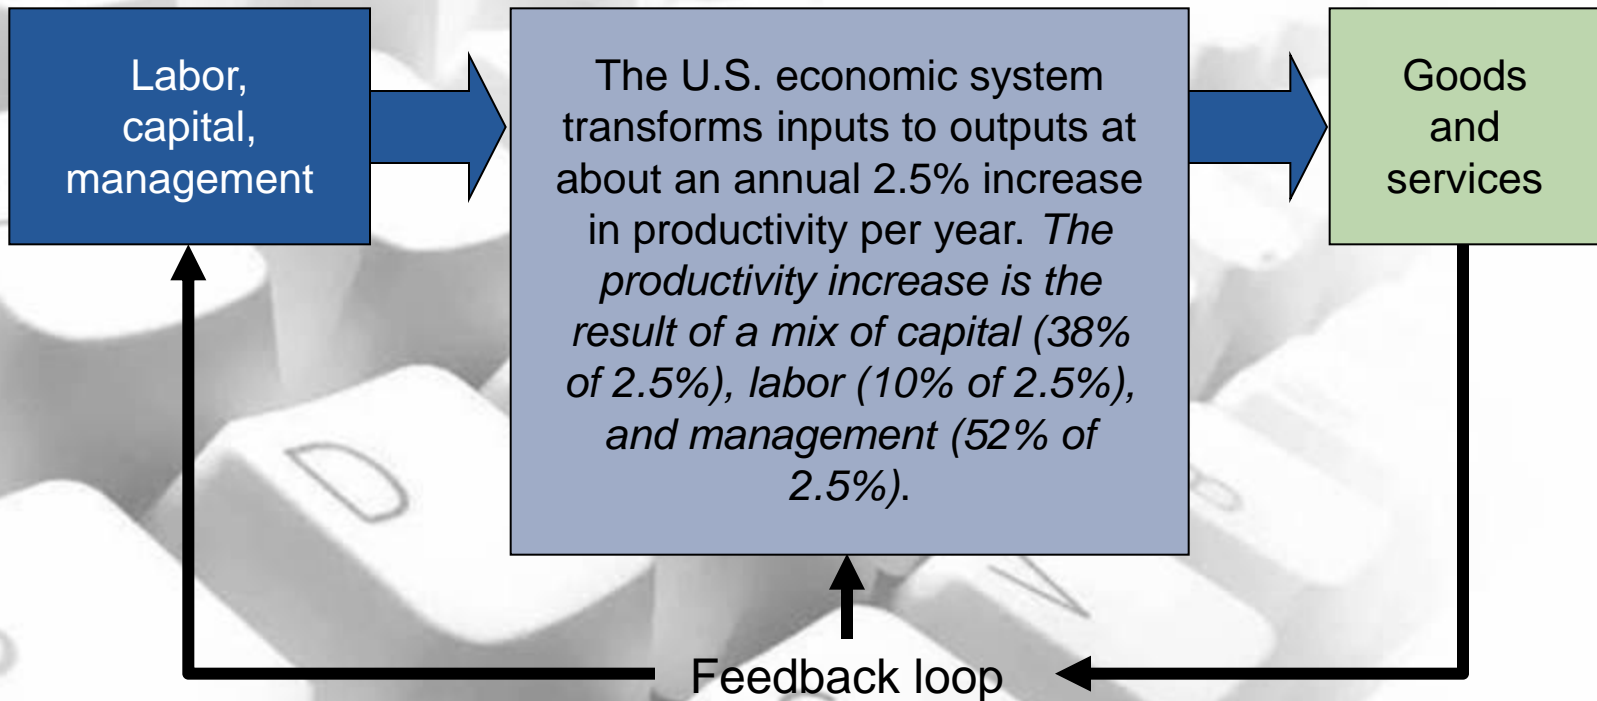 Labor,
capital,
management
The U.S. economic system
transforms inputs to outputs at
about an annual 2.5% increase
in productivity per year. The
productivity increase is the
result of a mix of capital (38%
of 2.5%), labor (10% of 2.5%),
and management (52% of
2.5%).
Goods
and
services
Feedback loop
D
V